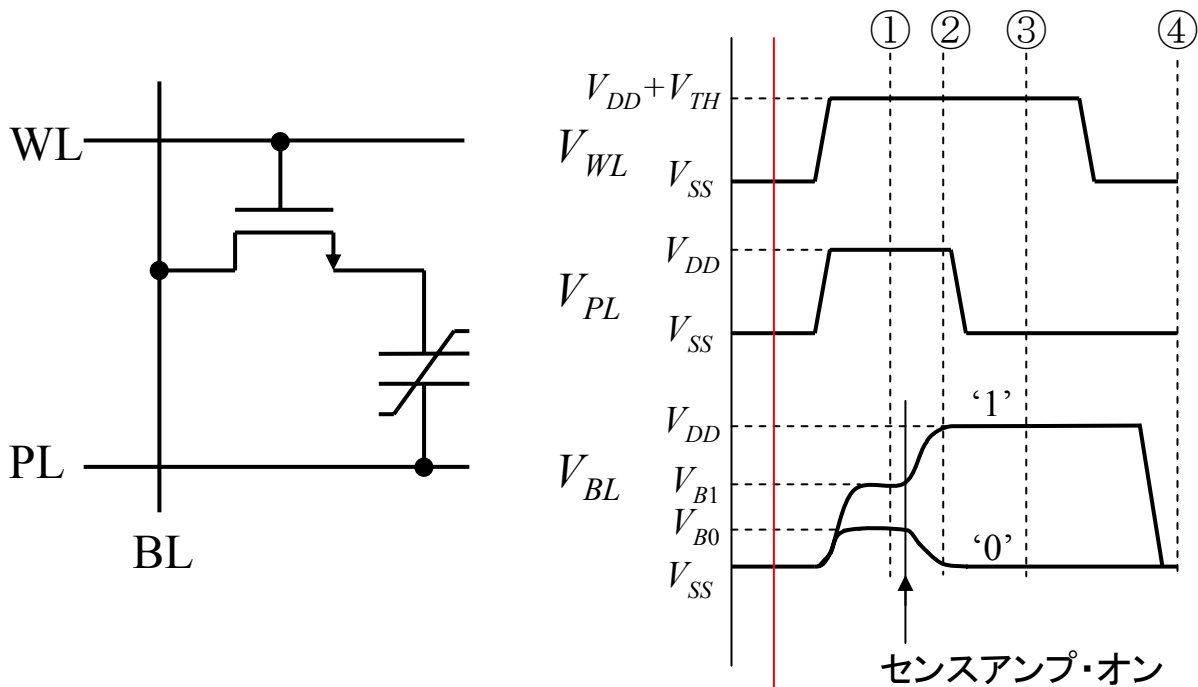 WL
PL
BL
① ② ③ ④
V_WL
V_DD+V_TH
V_SS
V_PL
V_DD
V_SS
V_BL
V_DD
V_B1
V_B0
V_SS
‘1’
‘0’
センスアンプ・オン